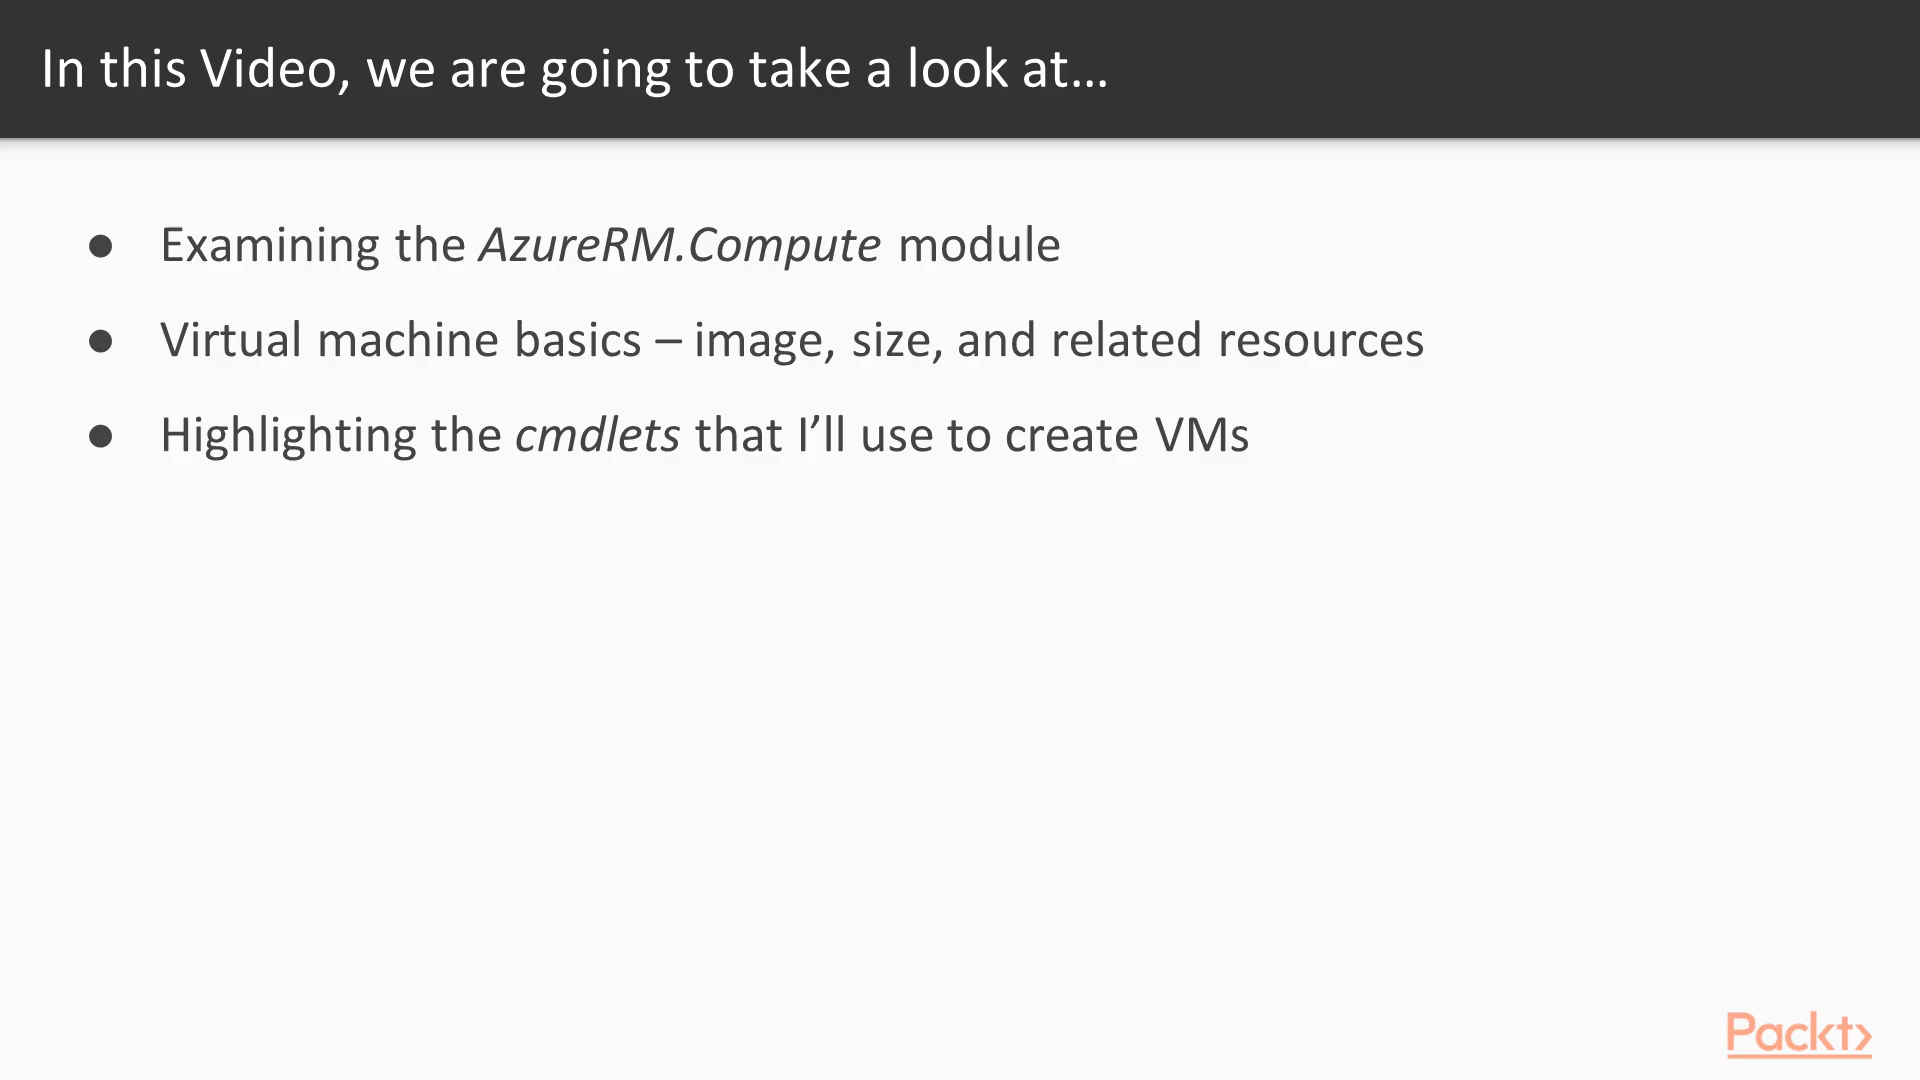 In this Video, we are going to take a look at…
● Examining the AzureRM.Compute module
● Virtual machine basics – image, size, and related resources
● Highlighting the cmdlets that I’ll use to create VMs
Packt>